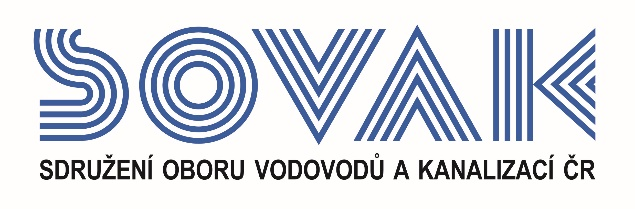 SOVAK
SDRUŽENÍ OBORU VODOVODŮ A KANALIZACÍ ČR